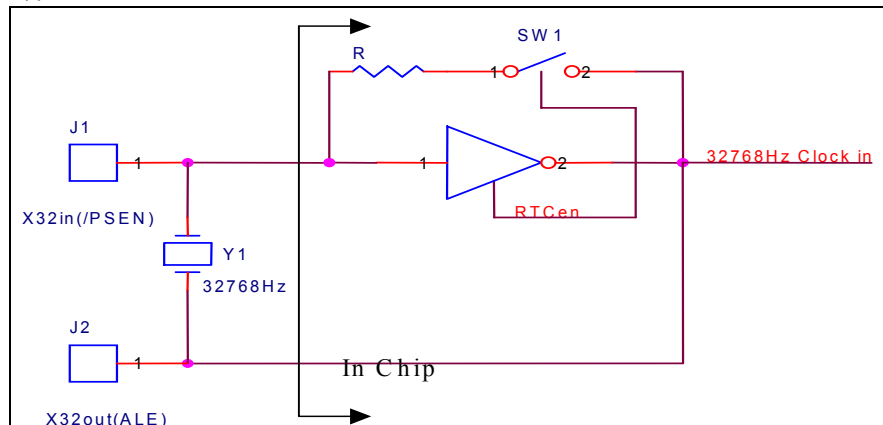 SW1
R
1
2
J1
1
1
2
32768Hz Clock in
X32in(/PSEN)
RTCen
Y1
32768Hz
J2
1
In Chip
X32out(ALE)